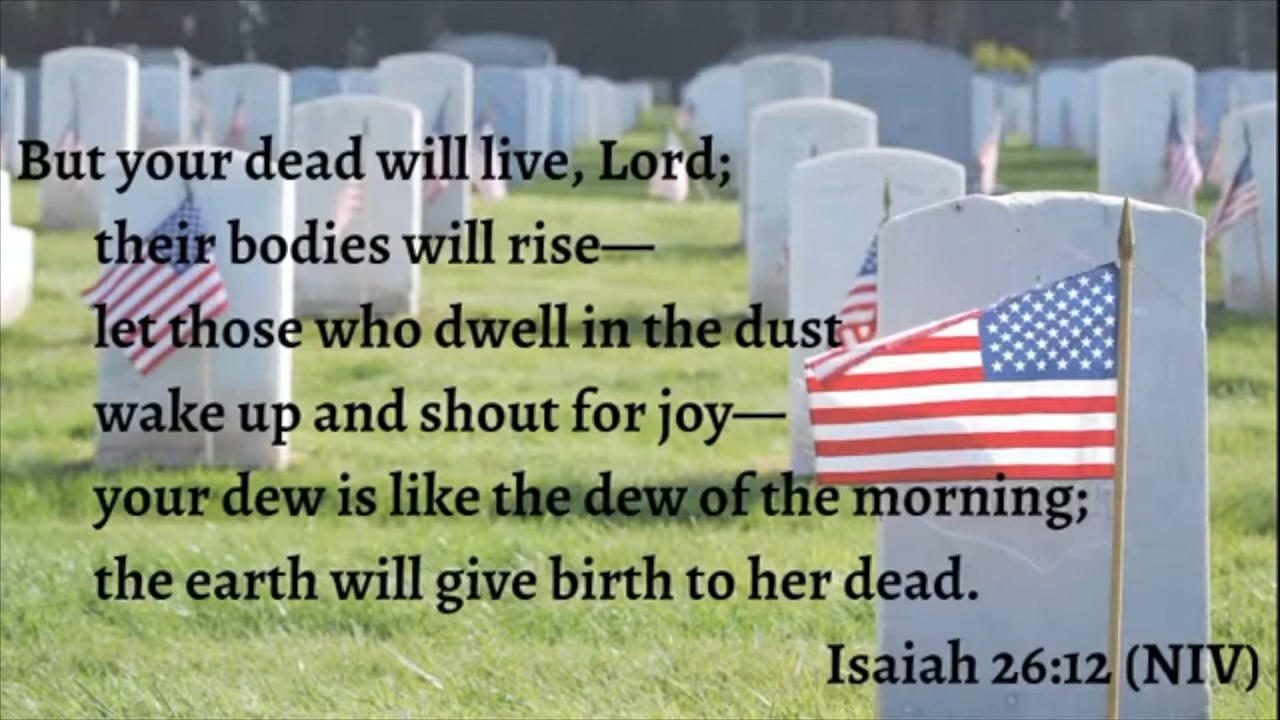 But your dead will live, Lord;
their bodies will rise—
let those who dwell in the dust
wake up and shout for joy—
your dew is like the dew of the morning;
the earth will give birth to her dead.
Isaiah 26:12 (NIV)